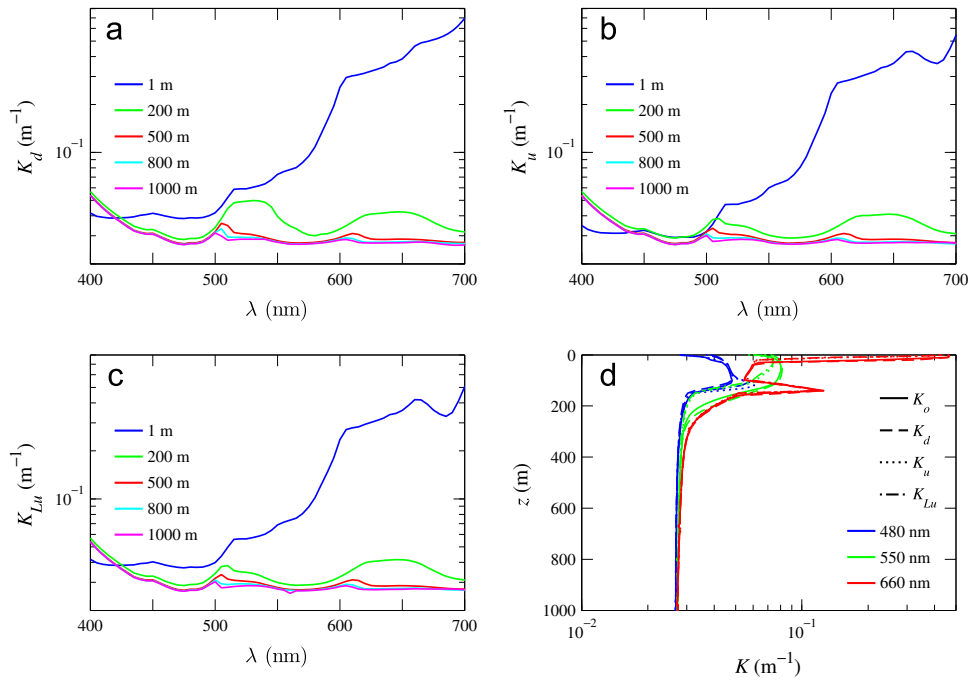 a
1 m
200 m
500 m
800 m
1000 m
10⁻¹
K_d (m⁻¹)
400 500 600 700
λ (nm)
b
1 m
200 m
500 m
800 m
1000 m
10⁻¹
K_u (m⁻¹)
400 500 600 700
λ (nm)
c
1 m
200 m
500 m
800 m
1000 m
10⁻¹
K_Lu (m⁻¹)
400 500 600 700
λ (nm)
d
0
200
400
600
800
1000
z (m)
K_o
K_d
K_u
K_Lu
480 nm
550 nm
660 nm
10⁻² 10⁻¹
K (m⁻¹)